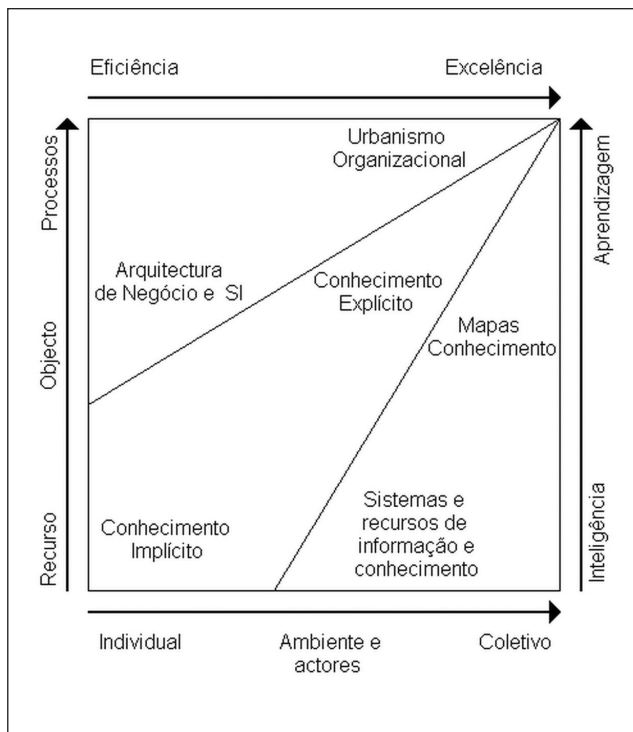 Eficiência
Excelência
Processos
Objecto
Recurso
Urbanismo
Organizacional
Arquitectura
de Negócio e SI
Conhecimento
Explícito
Mapas
Conhecimento
Conhecimento
Implícito
Sistemas e
recursos de
informação e
conhecimento
Aprendizagem
Inteligência
Individual
Ambiente e
actores
Coletivo